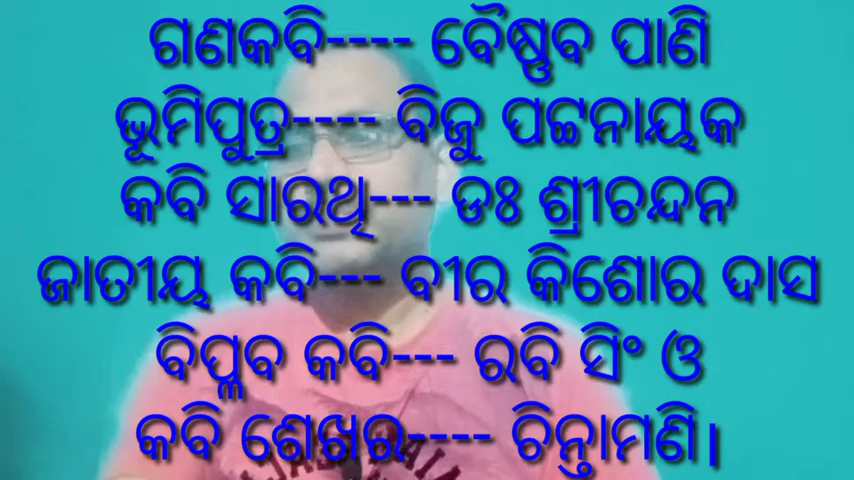 ଗଣକବି---- ବୈଷ୍ଣବ ପାଣି
ଭୂମିପୁତ୍ର---- ବିଜୁ ପଟ୍ଟନାୟକ
କବି ସାରଥି--- ଡଃ ଶ୍ରୀଚନ୍ଦନ
ଜାତୀୟ କବି--- ବୀର କିଶୋର ଦାସ
ବିପ୍ଳବ କବି--- ରବି ସିଂ ଓ
କବି ଶେଖର---- ଚିନ୍ତାମଣି।